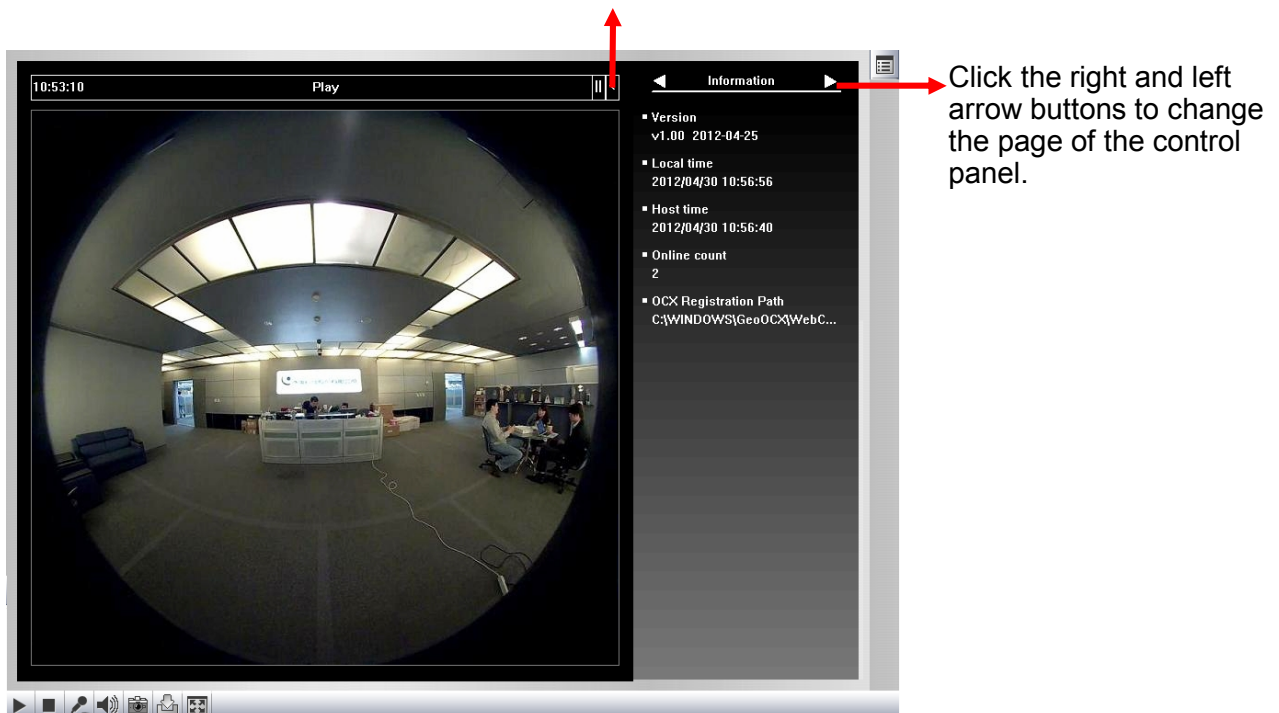 10:53:10 Play
Information
Version
v1.00 2012-04-25
Local time
2012/04/30 10:56:56
Host time
2012/04/30 10:56:40
Online count
2
OCX Registration Path
C:\WINDOWS\GeoOCX\WebC...
Click the right and left
arrow buttons to change
the page of the control
panel.